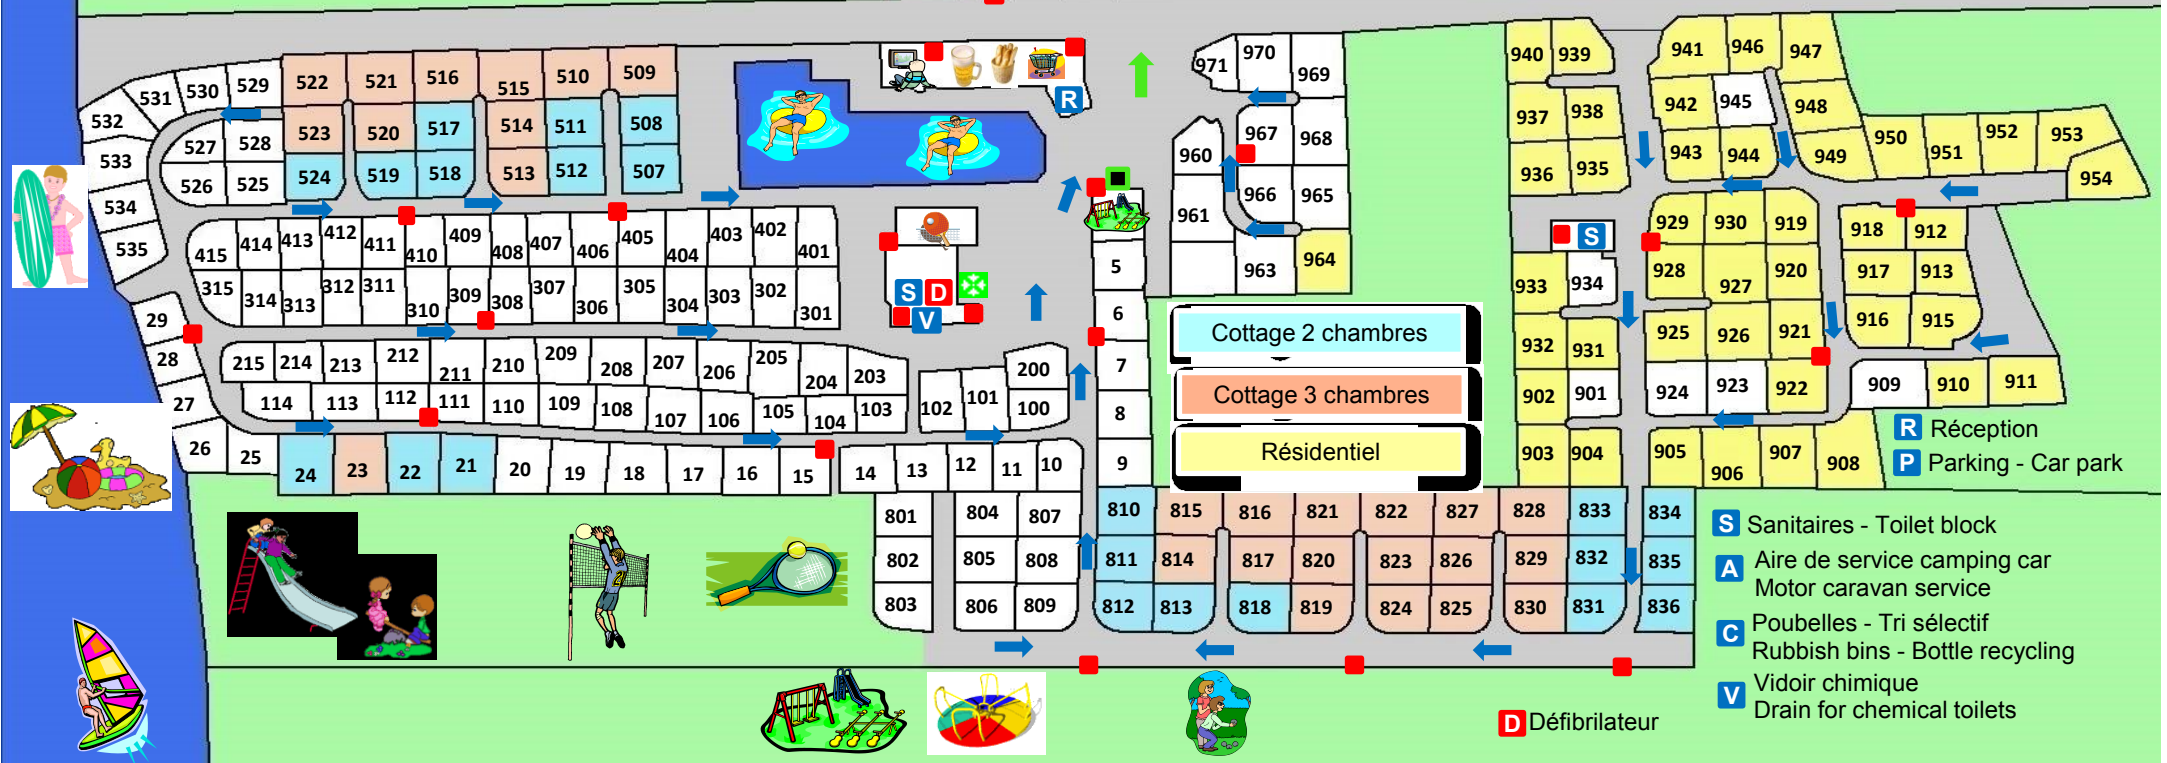 940 939 941 946 947
971 970 969
529 522 521 516 515 510 509
532 531 530
R
937 938 942 945 948
523 520 517 514 511 508
527 528
967 968
950 951 952 953
533
526 525 524 519 518 513 512 507
960
936 935 943 944 949
954
534
961 966 965
929 930 919 918 912
535
415 414 413 412 411 410 409 408 407 406 405 404 403 402 401
S
5 963 964
933 934 928 927 920 917 913
315 314 313 312 311 310 309 308 307 306 305 304 303 302 301
S D
V
6
29
Cottage 2 chambres
932 931 925 926 921 916 915
28
215 214 213 212 211 210 209 208 207 206 205 204 203
200
7
Cottage 3 chambres
902 901 924 923 922 909 910 911
27
114 113 112 111 110 109 108 107 106 105 104 103
102 101 100
8
R Réception
26 25
Résidentiel
903 904 905 906 907 908
P Parking - Car park
24 23 22 21 20 19 18 17 16 15 14 13 12 11 10
9
801 804 807 810 815 816 821 822 827 828 833 834
S Sanitaires - Toilet block
802 805 808 811 814 817 820 823 826 829 832 835
A Aire de service camping car
Motor caravan service
803 806 809 812 813 818 819 824 825 830 831 836
C Poubelles - Tri sélectif
Rubbish bins - Bottle recycling
V Vidoir chimique
Drain for chemical toilets
D Défibrilateur